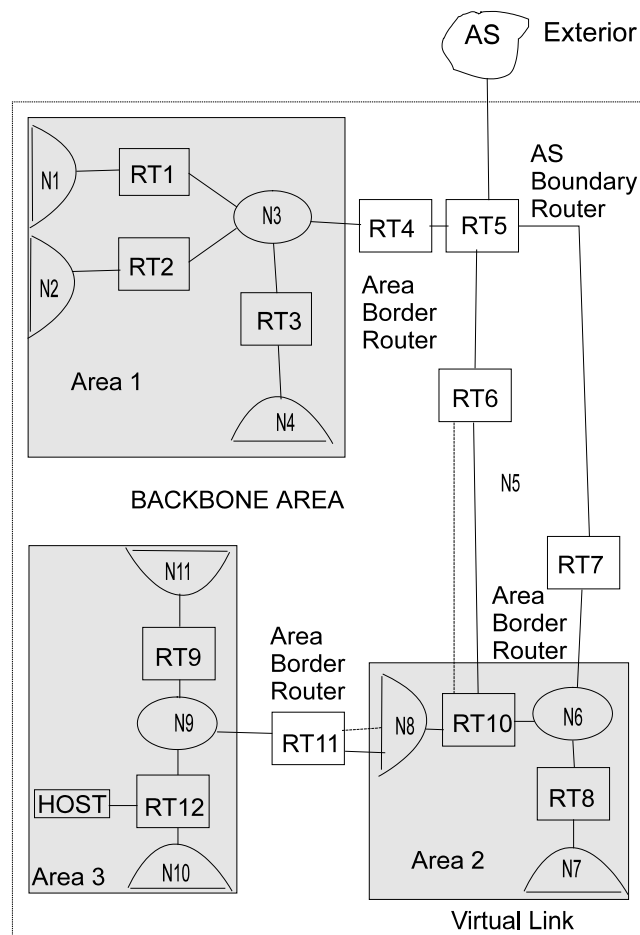 AS Exterior
AS
Boundary
Router
N1 RT1
N3
RT4 RT5
N2 RT2
Area
Border
Router
RT3
Area 1
RT6
N4
N5
BACKBONE AREA
N11
RT7
Area
Border
Router
RT9
Area
Border
Router
N9
RT11
N8
RT10
N6
HOST
RT12
RT8
Area 3
N10
Area 2
N7
Virtual Link